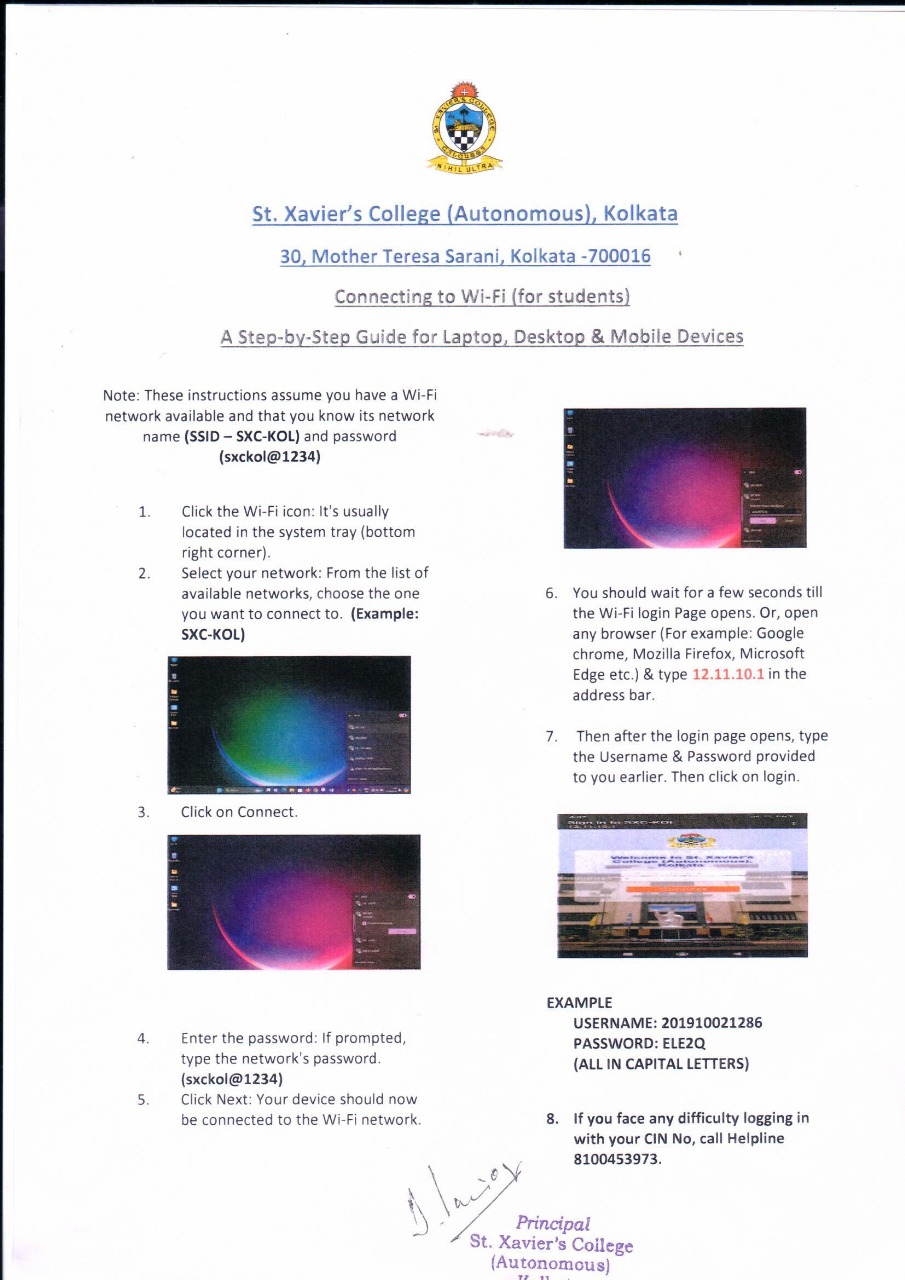 ST. XAVIER'S COLLEGE
CALCUTTA
NIHIL ULTRA
St. Xavier's College (Autonomous), Kolkata
30, Mother Teresa Sarani, Kolkata -700016
Connecting to Wi-Fi (for students)
A Step-by-Step Guide for Laptop, Desktop & Mobile Devices
Note: These instructions assume you have a Wi-Fi
network available and that you know its network
name (SSID – SXC-KOL) and password
(sxckol@1234)
1. Click the Wi-Fi icon: It's usually
located in the system tray (bottom
right corner).
2. Select your network: From the list of
available networks, choose the one
you want to connect to. (Example:
SXC-KOL)
3. Click on Connect.
4. Enter the password: If prompted,
type the network's password.
(sxckol@1234)
5. Click Next: Your device should now
be connected to the Wi-Fi network.
6. You should wait for a few seconds till
the Wi-Fi login Page opens. Or, open
any browser (For example: Google
chrome, Mozilla Firefox, Microsoft
Edge etc.) & type 12.11.10.1 in the
address bar.
7. Then after the login page opens, type
the Username & Password provided
to you earlier. Then click on login.
Sign in to SXC-KOL
12.11.10.1
Welcome to St. Xavier's
College (Autonomous),
Kolkata
EXAMPLE
USERNAME: 201910021286
PASSWORD: ELE2Q
(ALL IN CAPITAL LETTERS)
8. If you face any difficulty logging in
with your CIN No, call Helpline
8100453973.
Principal
St. Xavier's College
(Autonomous)